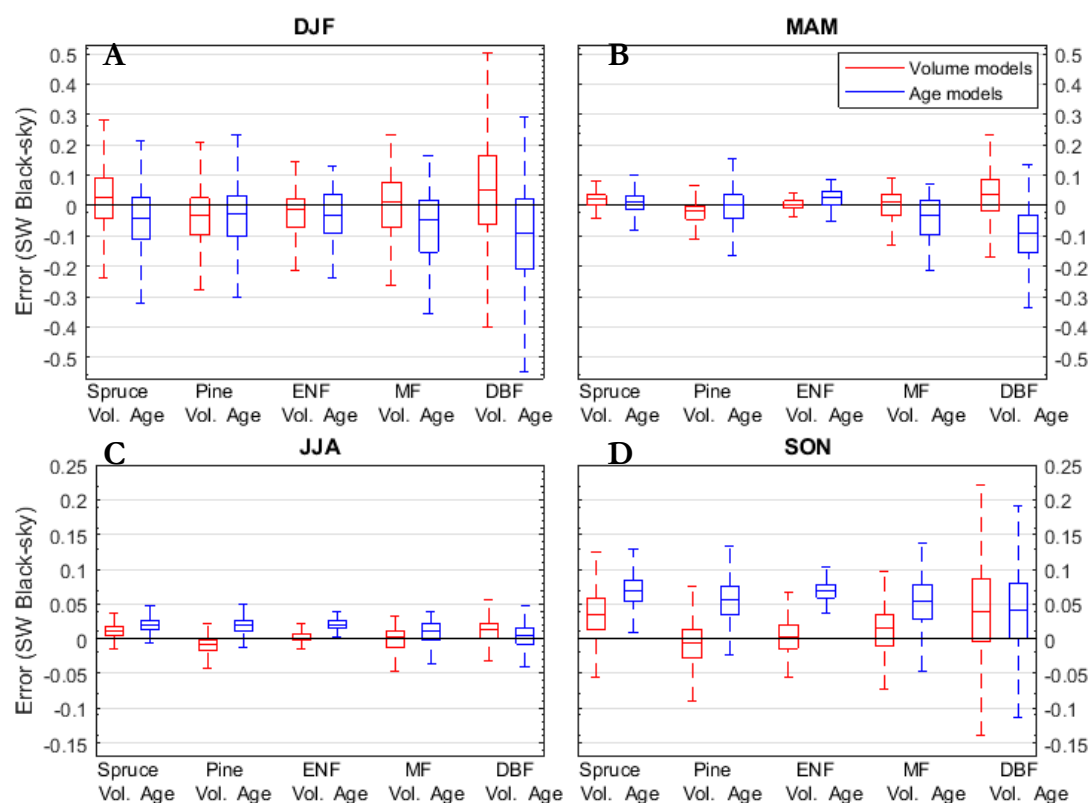 DJF
MAM
A
B
Volume models
Age models
Error (SW Black-sky)
0.5
0.4
0.3
0.2
0.1
0
-0.1
-0.2
-0.3
-0.4
-0.5
0.5
0.4
0.3
0.2
0.1
0
-0.1
-0.2
-0.3
-0.4
-0.5
Spruce Pine ENF MF DBF
Vol. Age Vol. Age Vol. Age Vol. Age Vol. Age
Spruce Pine ENF MF DBF
Vol. Age Vol. Age Vol. Age Vol. Age Vol. Age
JJA
SON
C
D
Error (SW Black-sky)
0.25
0.2
0.15
0.1
0.05
0
-0.05
-0.1
-0.15
0.25
0.2
0.15
0.1
0.05
0
-0.05
-0.1
-0.15
Spruce Pine ENF MF DBF
Vol. Age Vol. Age Vol. Age Vol. Age Vol. Age
Spruce Pine ENF MF DBF
Vol. Age Vol. Age Vol. Age Vol. Age Vol. Age